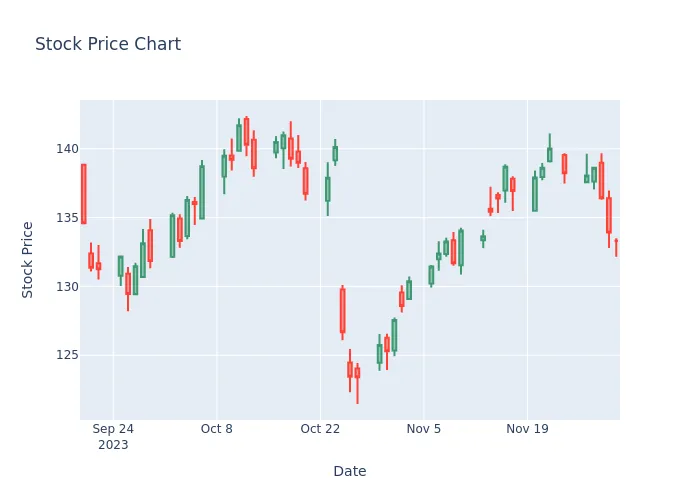 Stock Price Chart
140
135
130
125
Stock Price
Sep 24
2023
Oct 8
Oct 22
Nov 5
Nov 19
Date